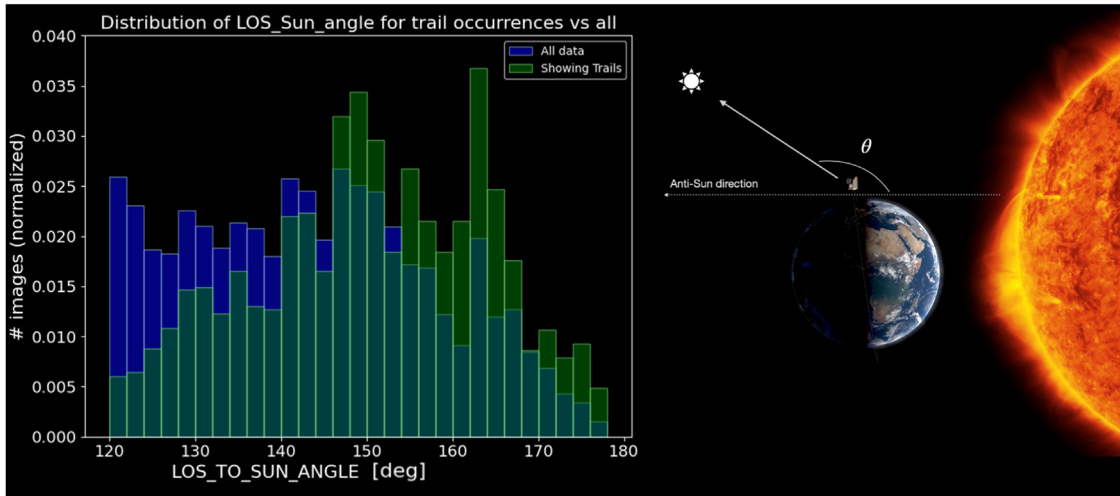 Distribution of LOS_Sun_angle for trail occurrences vs all
# images (normalized)
0.040
0.035
0.030
0.025
0.020
0.015
0.010
0.005
0.000
All data
Showing Trails
120
130
140
150
160
170
180
LOS_TO_SUN_ANGLE [deg]
θ
Anti-Sun direction